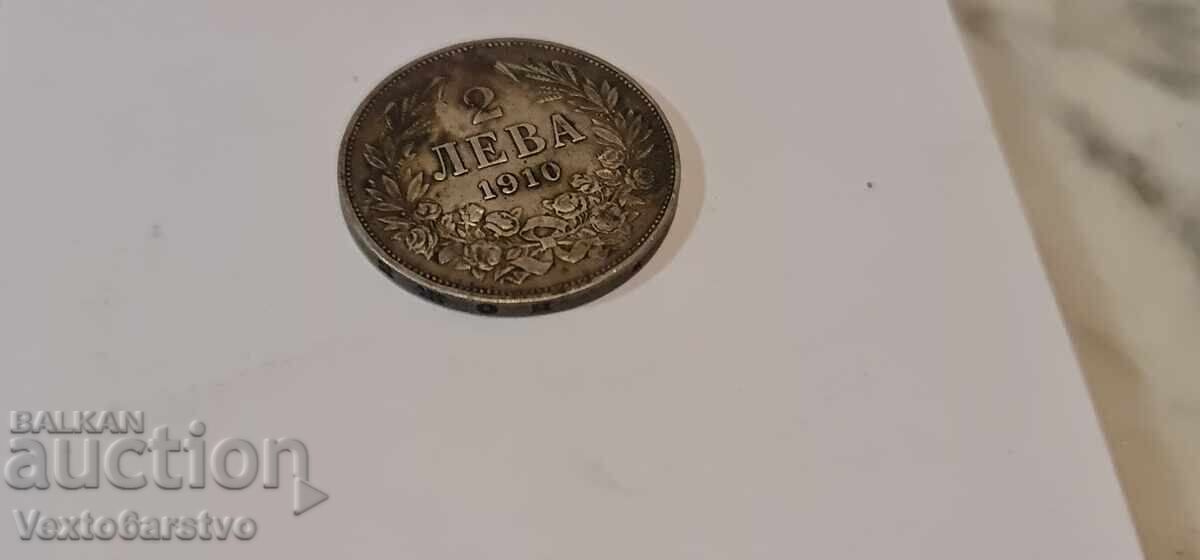 2
ЛЕВА
1910
BALKAN
auction
Vexto6arstvo